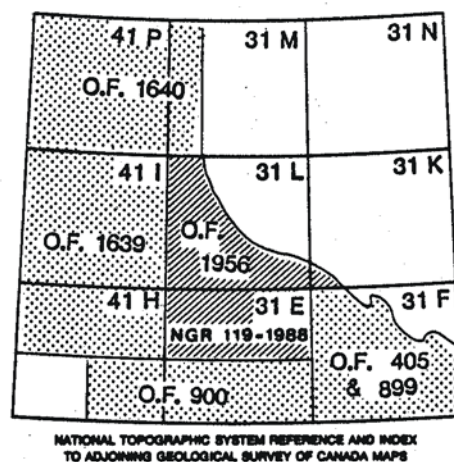 41 P 31 M 31 N
O.F. 1640
41 I 31 L 31 K
O.F. 1639 O.F. 1956
41 H 31 E 31 F
NGR 119-1988
O.F. 405 & 899
O.F. 900
NATIONAL TOPOGRAPHIC SYSTEM REFERENCE AND INDEX
TO ADJOINING GEOLOGICAL SURVEY OF CANADA MAPS